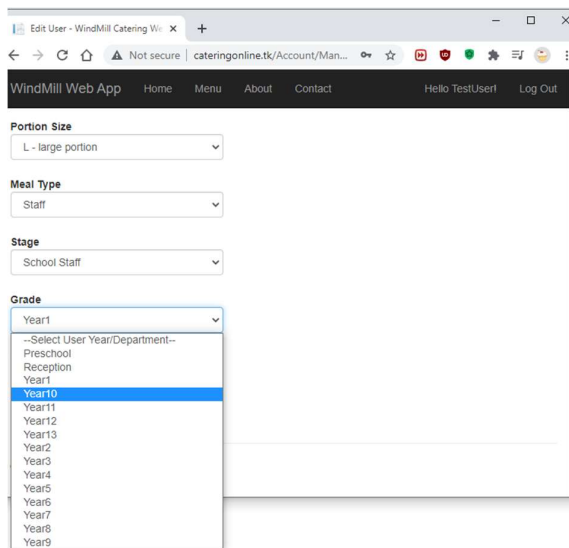 Edit User - WindMill Catering We
Not secure cateringonline.tk/Account/Man...
WindMill Web App Home Menu About Contact Hello TestUser! Log Out
Portion Size
L - large portion
Meal Type
Staff
Stage
School Staff
Grade
Year1
--Select User Year/Department--
Preschool
Reception
Year1
Year10
Year11
Year12
Year13
Year2
Year3
Year4
Year5
Year6
Year7
Year8
Year9